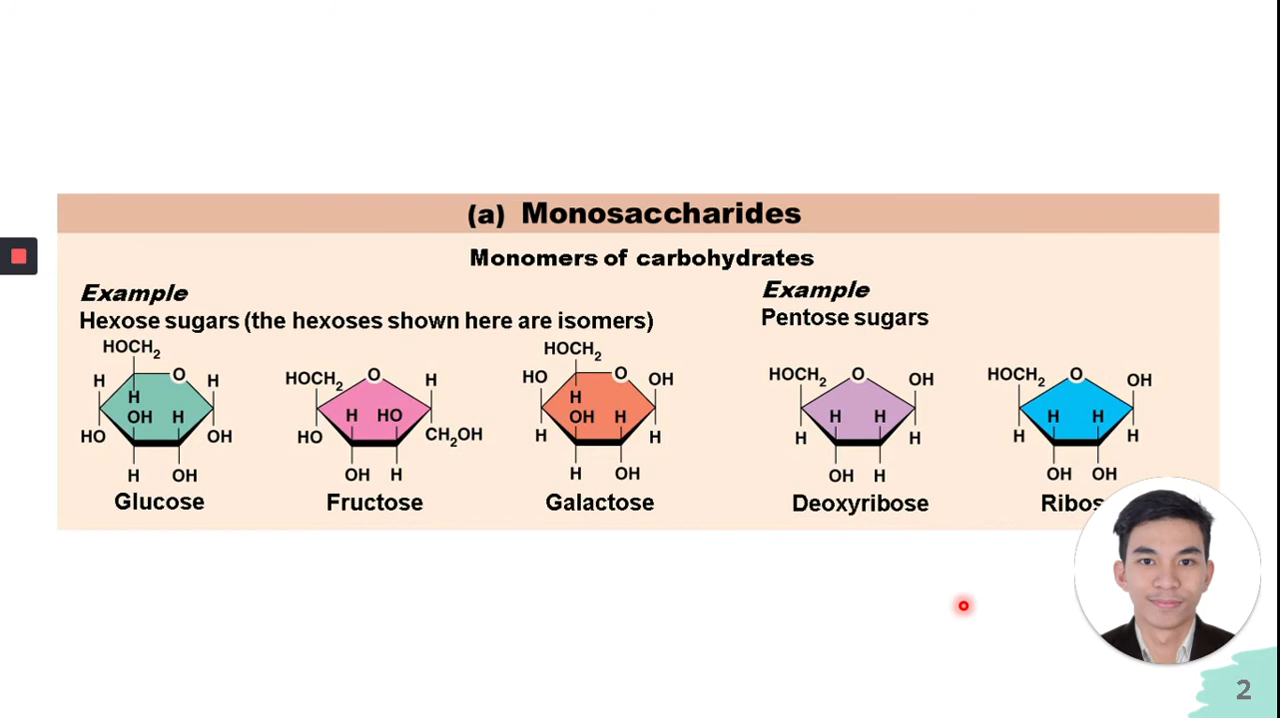 (a) Monosaccharides
Monomers of carbohydrates
Example
Hexose sugars (the hexoses shown here are isomers)
HOCH2
H O H
H
OH H
HO OH
H OH
Glucose
O
HOCH2 H
H HO
HO CH2OH
OH H
Fructose
HOCH2
HO O OH
H
OH H
H H
H OH
Galactose
Example
Pentose sugars
O
HOCH2 OH
H H
H H
OH H
Deoxyribose
O
HOCH2 OH
H H
H H
OH OH
Ribos
2